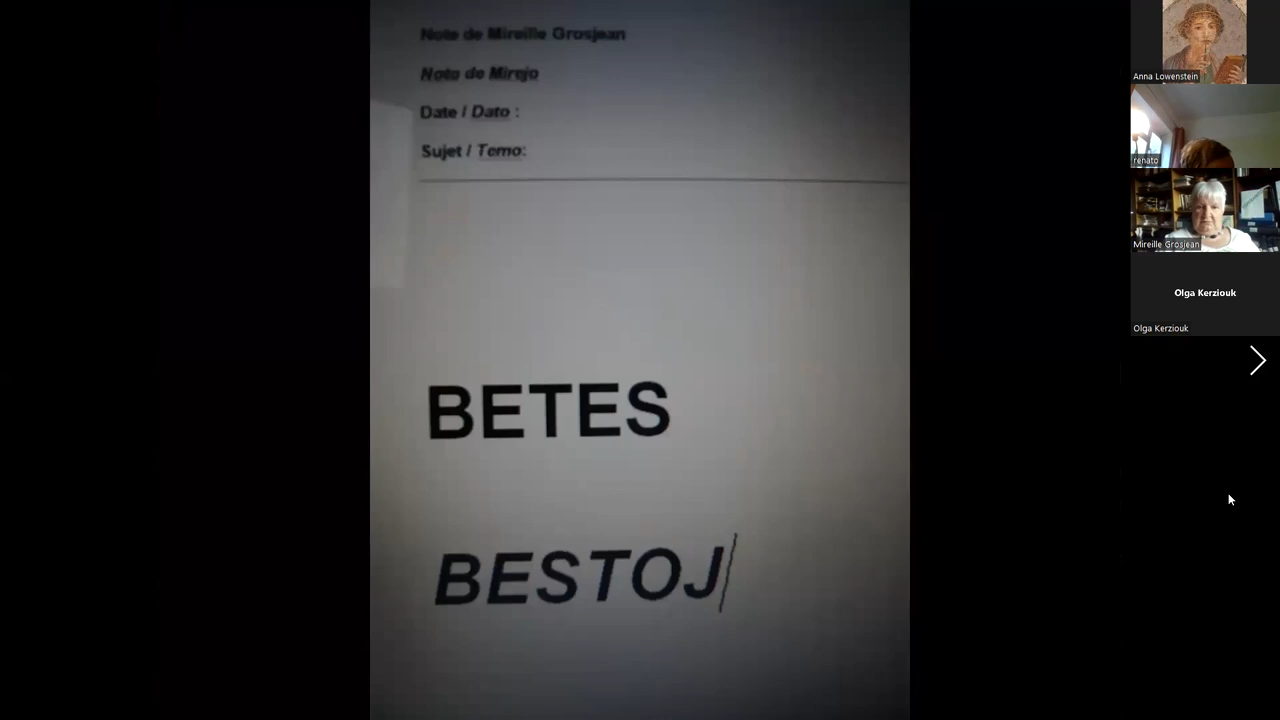 Note de Mireille Grosjean
Noto de Mirejo
Date / Dato :
Sujet / Temo:
BETES
BESTOJ
Anna Lowenstein
renato
Mireille Grosjean
Olga Kerziouk
Olga Kerziouk